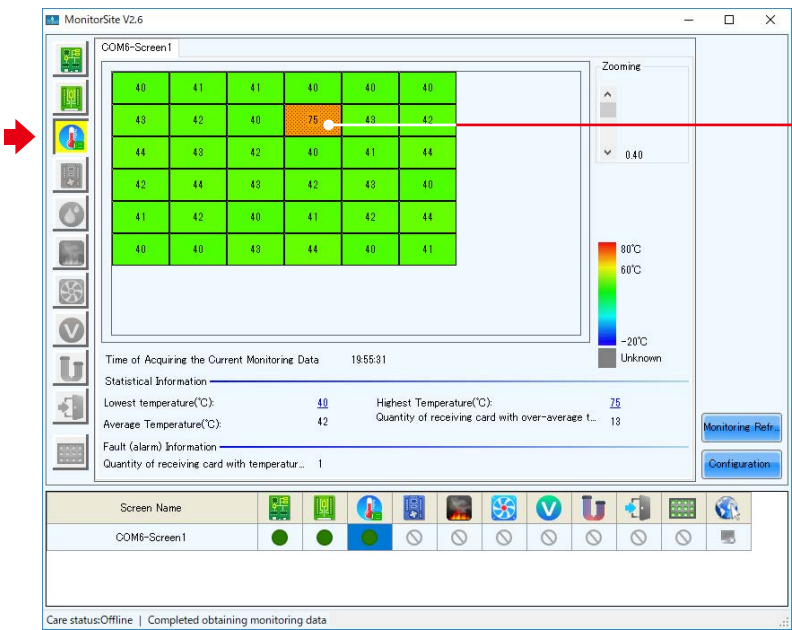 MonitorSite V2.6
COM6-Screen1
40 41 41 40 40 40
43 42 40 75 43 42
44 43 42 40 41 44
42 44 43 42 43 40
41 42 40 41 42 44
40 40 43 44 40 41
Zooming
0.40
80℃
60℃
-20℃
Unknown
Time of Acquiring the Current Monitoring Data 19:55:31
Statistical Information
Lowest temperature(℃): 40 Highest Temperature(℃): 75
Average Temperature(℃): 42 Quantity of receiving card with over-average t... 13
Fault (alarm) Information
Quantity of receiving card with temperatur... 1
Monitoring Refr...
Configuration
Screen Name
COM6-Screen1
Care status:Offline | Completed obtaining monitoring data